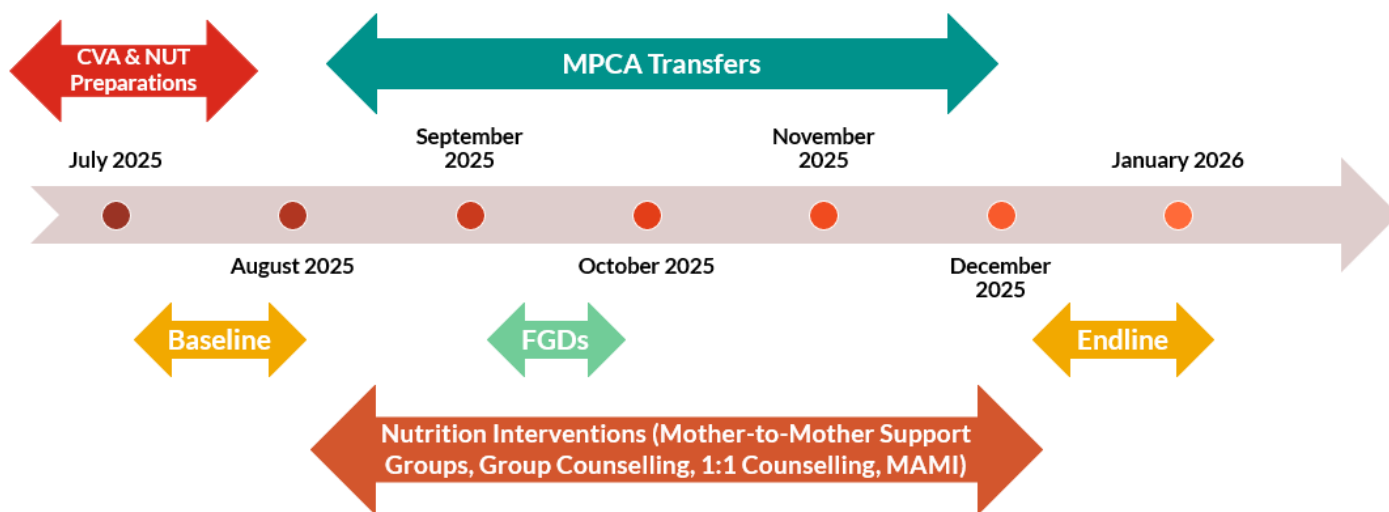 CVA & NUT
Preparations
MPCA Transfers
July 2025
September
2025
November
2025
January 2026
August 2025
October 2025
December
2025
Baseline
FGDs
Endline
Nutrition Interventions (Mother-to-Mother Support
Groups, Group Counselling, 1:1 Counselling, MAMI)